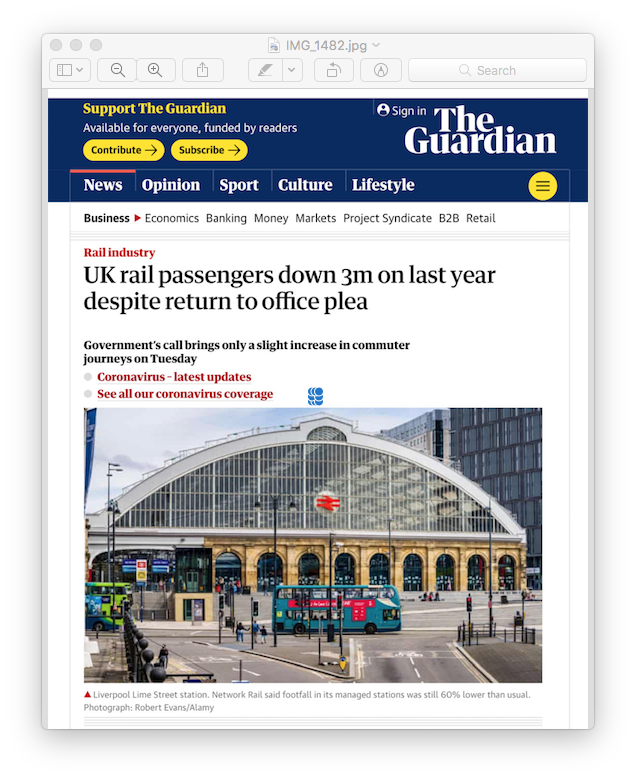 IMG_1482.jpg
Search
Support The Guardian
Available for everyone, funded by readers
Contribute
Subscribe
Sign in
The
Guardian
News
Opinion
Sport
Culture
Lifestyle
Business
Economics
Banking
Money
Markets
Project Syndicate
B2B
Retail
Rail industry
UK rail passengers down 3m on last year
despite return to office plea
Government's call brings only a slight increase in commuter
journeys on Tuesday
Coronavirus – latest updates
See all our coronavirus coverage
Liverpool Lime Street station. Network Rail said footfall in its managed stations was still 60% lower than usual.
Photograph: Robert Evans/Alamy